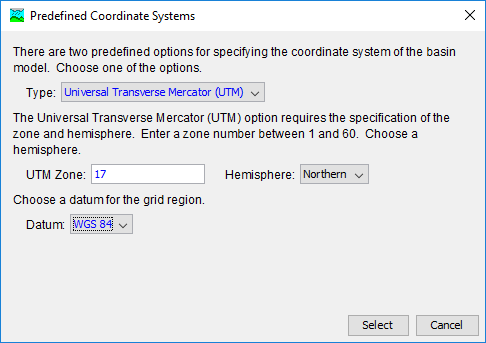 Predefined Coordinate Systems
There are two predefined options for specifying the coordinate system of the basin
model. Choose one of the options.
Type: Universal Transverse Mercator (UTM)
The Universal Transverse Mercator (UTM) option requires the specification of the
zone and hemisphere. Enter a zone number between 1 and 60. Choose a
hemisphere.
UTM Zone: 17 Hemisphere: Northern
Choose a datum for the grid region.
Datum: WGS 84
Select Cancel